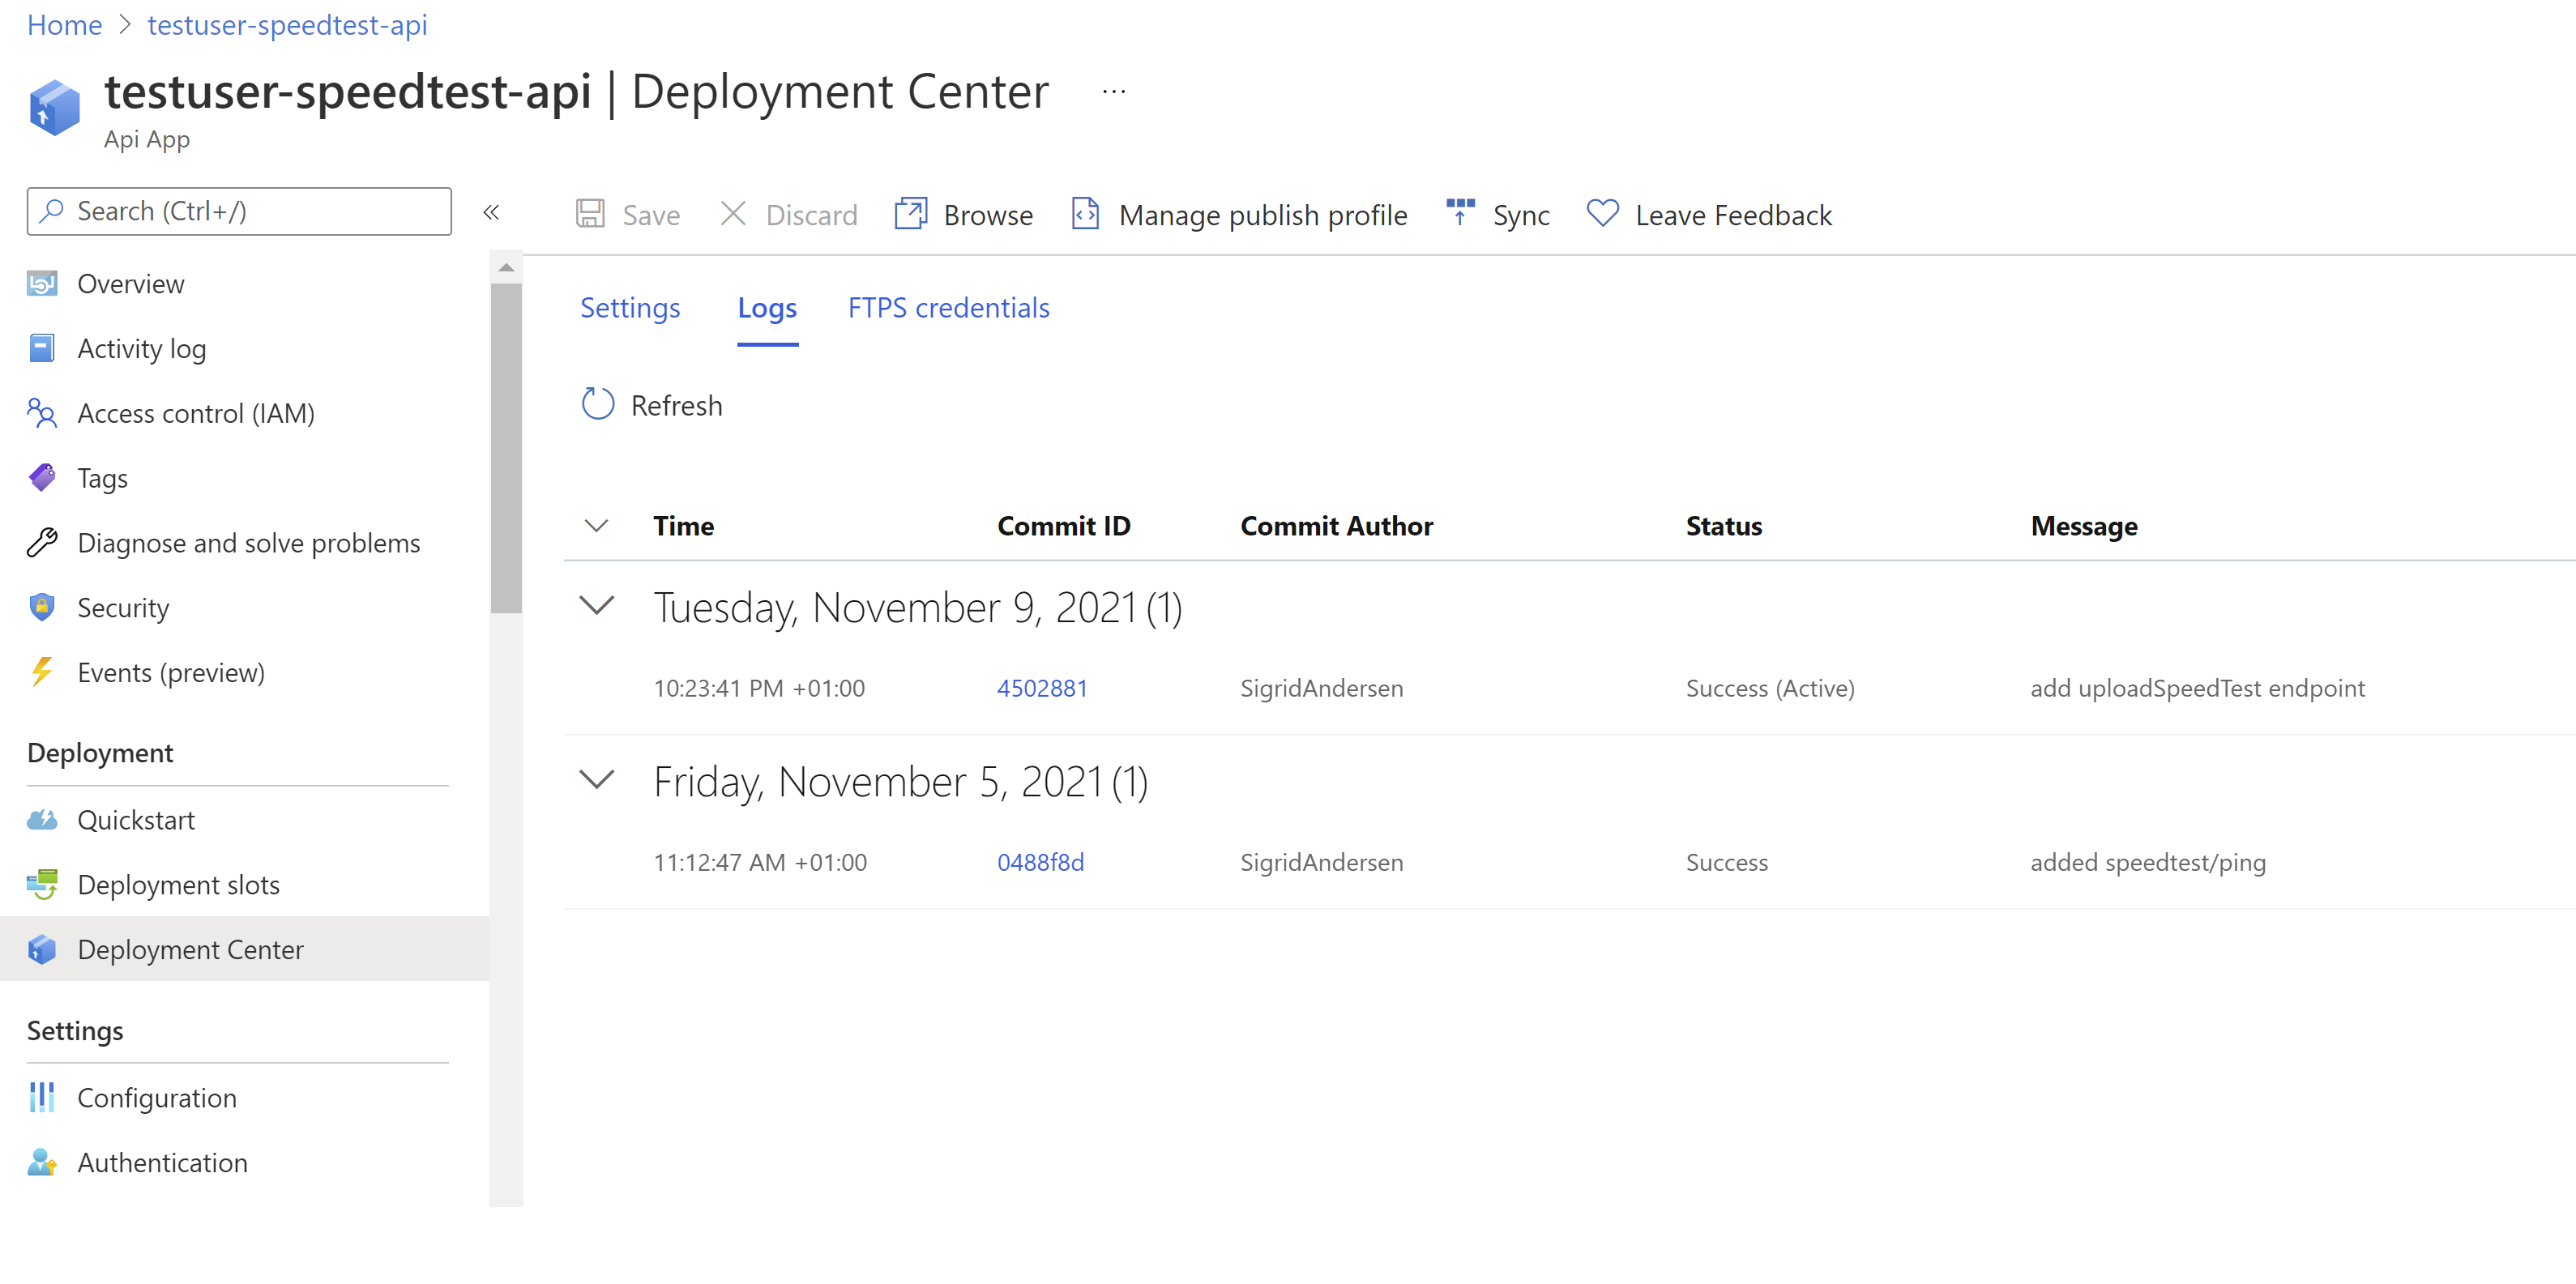 Home > testuser-speedtest-api
testuser-speedtest-api | Deployment Center ...
Api App
Search (Ctrl+/) «
Save Discard Browse Manage publish profile Sync Leave Feedback
Overview
Activity log
Access control (IAM)
Tags
Diagnose and solve problems
Security
Events (preview)
Deployment
Quickstart
Deployment slots
Deployment Center
Settings
Configuration
Authentication
Settings Logs FTPS credentials
Refresh
Time Commit ID Commit Author Status Message
Tuesday, November 9, 2021 (1)
10:23:41 PM +01:00 4502881 SigridAndersen Success (Active) add uploadSpeedTest endpoint
Friday, November 5, 2021 (1)
11:12:47 AM +01:00 0488f8d SigridAndersen Success added speedtest/ping